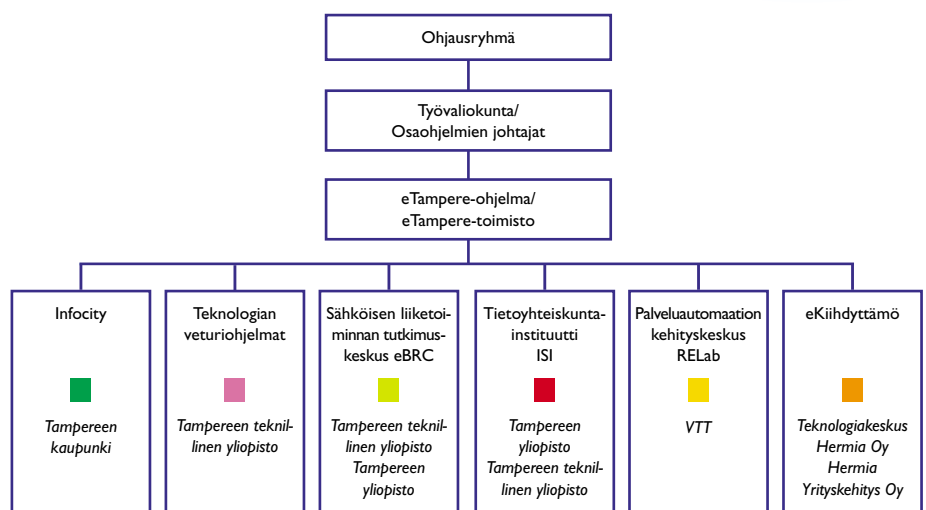 Ohjausryhmä
Työvaliokunta/
Osaohjelmien johtajat
eTampere-ohjelma/
eTampere-toimisto
Infocity
Tampereen
kaupunki
Teknologian
veturiohjelmat
Tampereen teknil-
linen yliopisto
Sähköisen liiketoi-
minnan tutkimus-
keskus eBRC
Tampereen teknil-
linen yliopisto
Tampereen
yliopisto
Tietoyhteiskunta-
instituutti
ISI
Tampereen
yliopisto
Tampereen teknil-
linen yliopisto
Palveluautomaation
kehityskeskus
RELab
VTT
eKiihdyttämö
Teknologiakeskus
Hermia Oy
Hermia
Yrityskehitys Oy